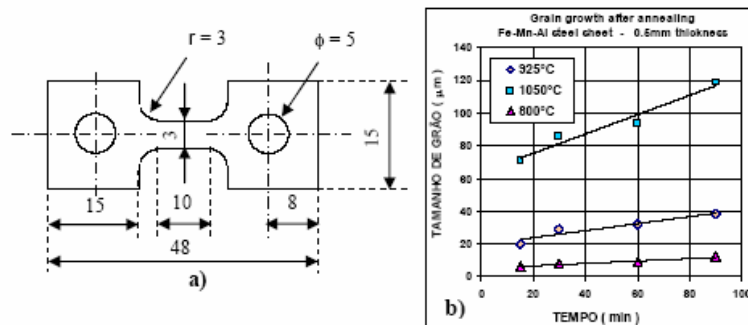 r = 3
ϕ = 5
3
15
15
10
8
48
a)
Grain growth after annealing
Fe-Mn-Al steel sheet - 0.5mm thickness
140
120
100
80
60
40
20
0
TAMANHO DE GRÃO ( µm )
925°C
1050°C
800°C
0
20
40
60
80
100
TEMPO ( min )
b)